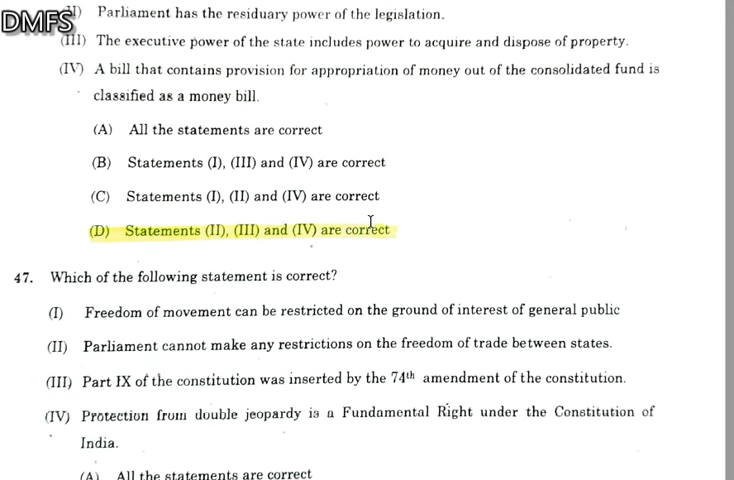 DMFS
(II) Parliament has the residuary power of the legislation.
(III) The executive power of the state includes power to acquire and dispose of property.
(IV) A bill that contains provision for appropriation of money out of the consolidated fund is
classified as a money bill.
(A) All the statements are correct
(B) Statements (I), (III) and (IV) are correct
(C) Statements (I), (II) and (IV) are correct
(D) Statements (II), (III) and (IV) are correct
47. Which of the following statement is correct?
(I) Freedom of movement can be restricted on the ground of interest of general public
(II) Parliament cannot make any restrictions on the freedom of trade between states.
(III) Part IX of the constitution was inserted by the 74th amendment of the constitution.
(IV) Protection from double jeopardy is a Fundamental Right under the Constitution of
India.
(A) All the statements are correct